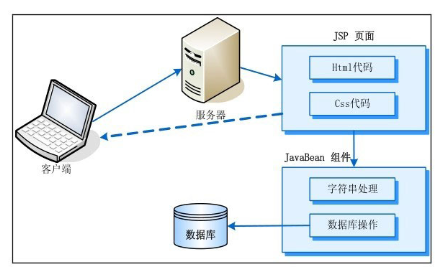 JSP 页面
Html代码
Css代码
服务器
客户端
JavaBean 组件
字符串处理
数据库操作
数据库